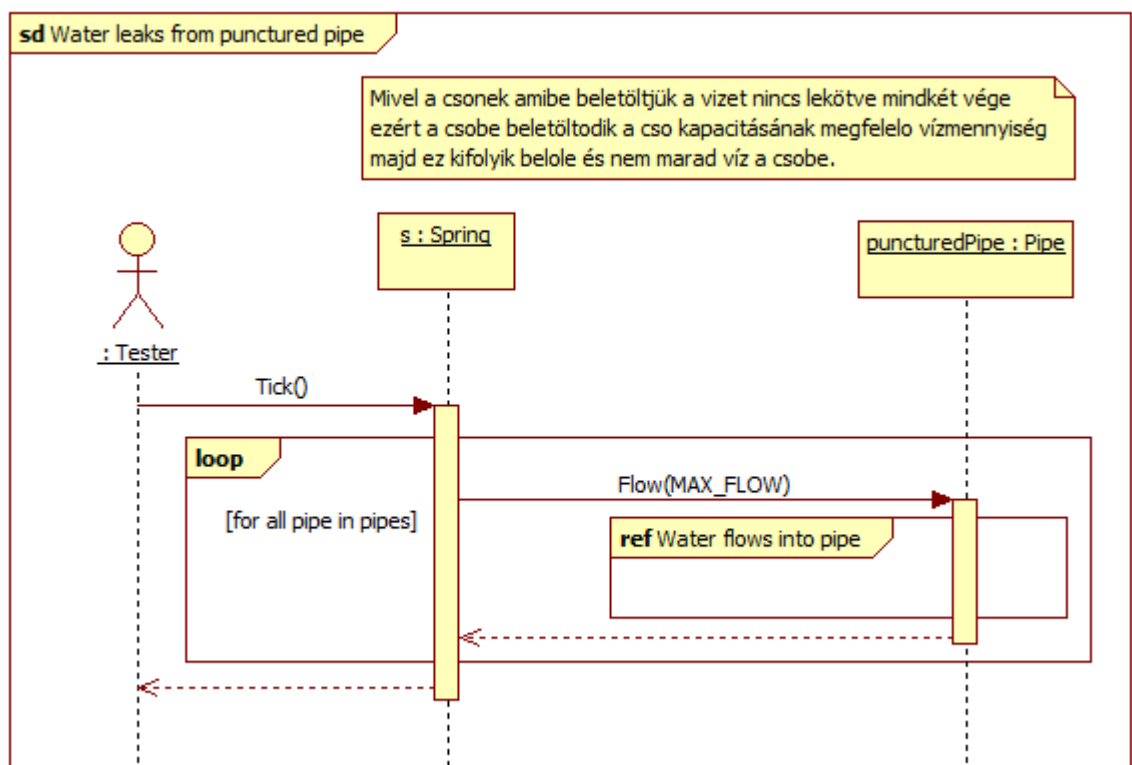 sd Water leaks from punctured pipe
Mivel a csonek amibe beletöltjük a vizet nincs lekötve mindkét vége
ezért a csobe beletöltodik a cso kapacitásának megfelelo vízmennyiség
majd ez kifolyik belole és nem marad víz a csobe.
s : Spring
puncturedPipe : Pipe
: Tester
Tick()
loop
Flow(MAX_FLOW)
[for all pipe in pipes]
ref Water flows into pipe